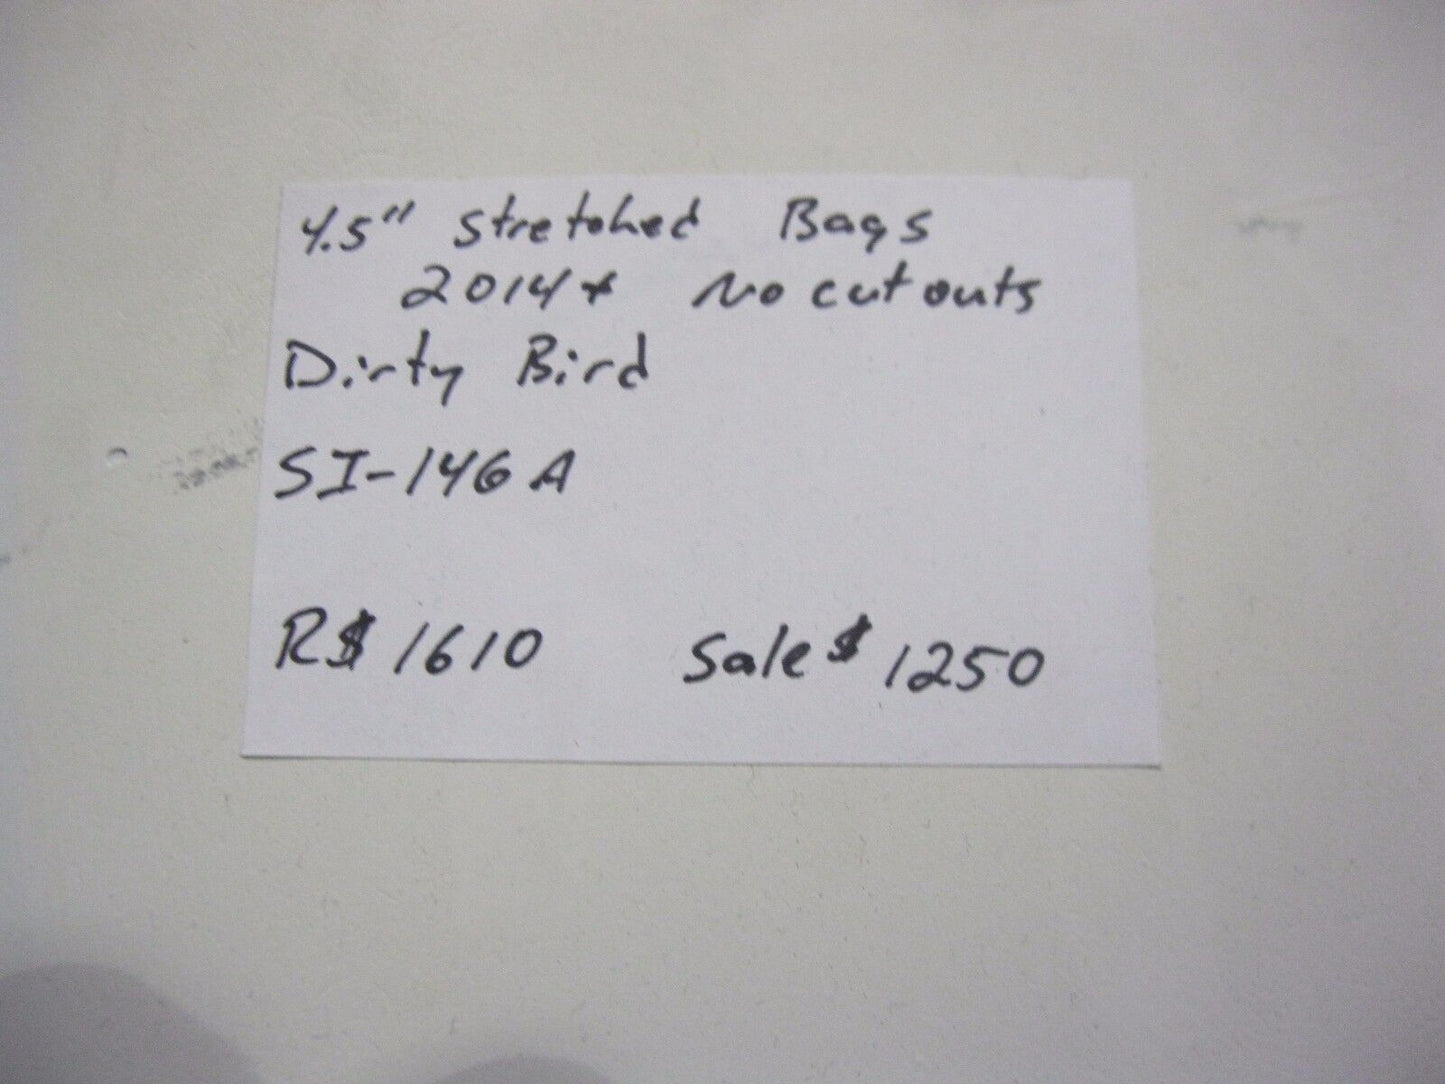 4.5" Stretched Bags
2014+ No cut outs
Dirty Bird
SI-146A
R$ 1610 Sale $ 1250